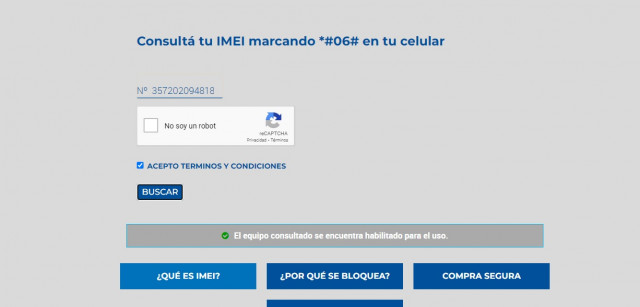 Consultá tu IMEI marcando *#06# en tu celular
Nº 357202094818
No soy un robot
reCAPTCHA
Privacidad - Términos
ACEPTO TERMINOS Y CONDICIONES
BUSCAR
El equipo consultado se encuentra habilitado para el uso.
¿QUÉ ES IMEI?
¿POR QUÉ SE BLOQUEA?
COMPRA SEGURA